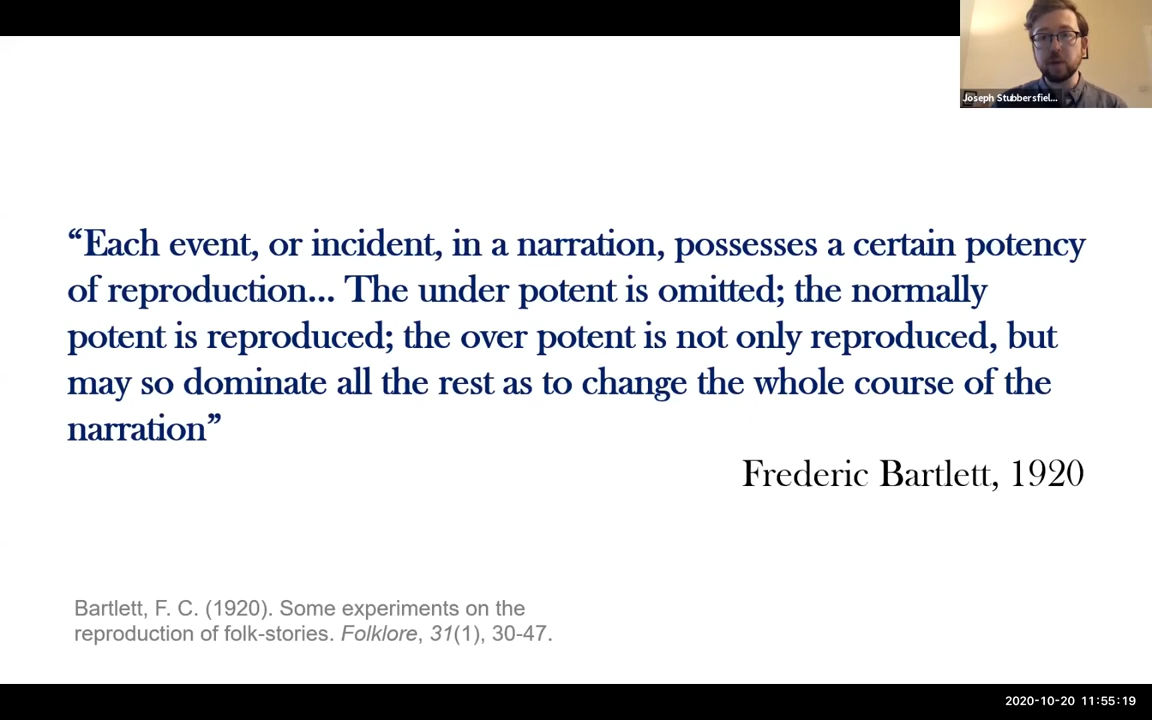 Joseph Stubbersfiel...
“Each event, or incident, in a narration, possesses a certain potency
of reproduction... The under potent is omitted; the normally
potent is reproduced; the over potent is not only reproduced, but
may so dominate all the rest as to change the whole course of the
narration”
Frederic Bartlett, 1920
Bartlett, F. C. (1920). Some experiments on the
reproduction of folk-stories. Folklore, 31(1), 30-47.
2020-10-20 11:55:19